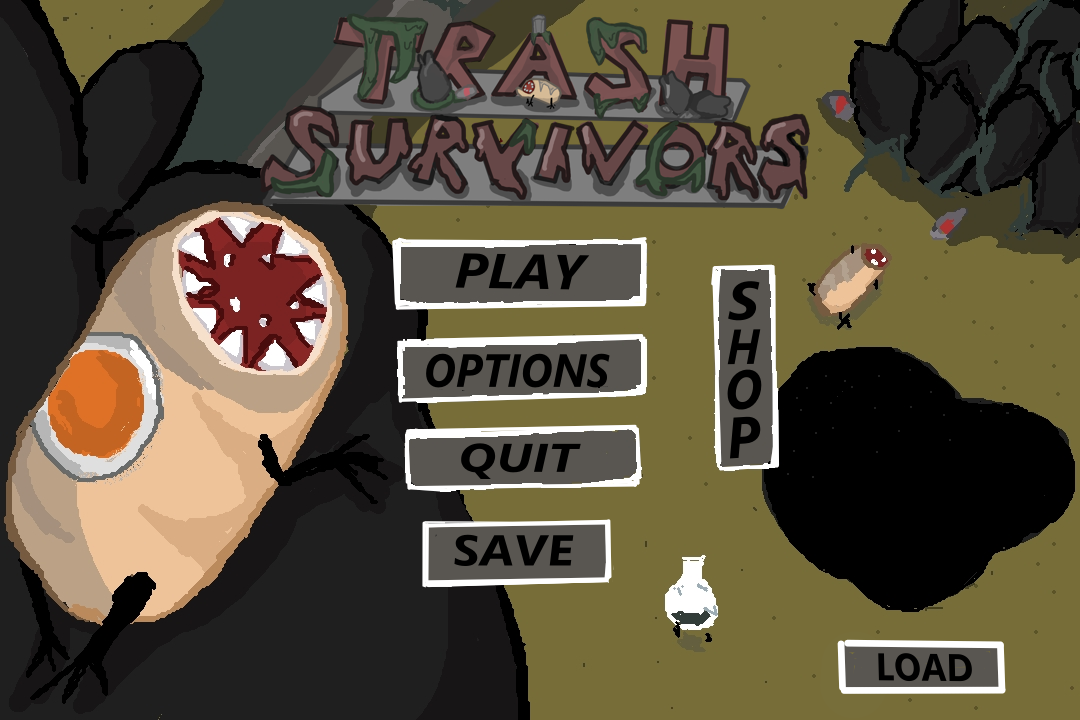 TRASH
SURVIVORS
PLAY
OPTIONS
QUIT
SAVE
SHOP
LOAD